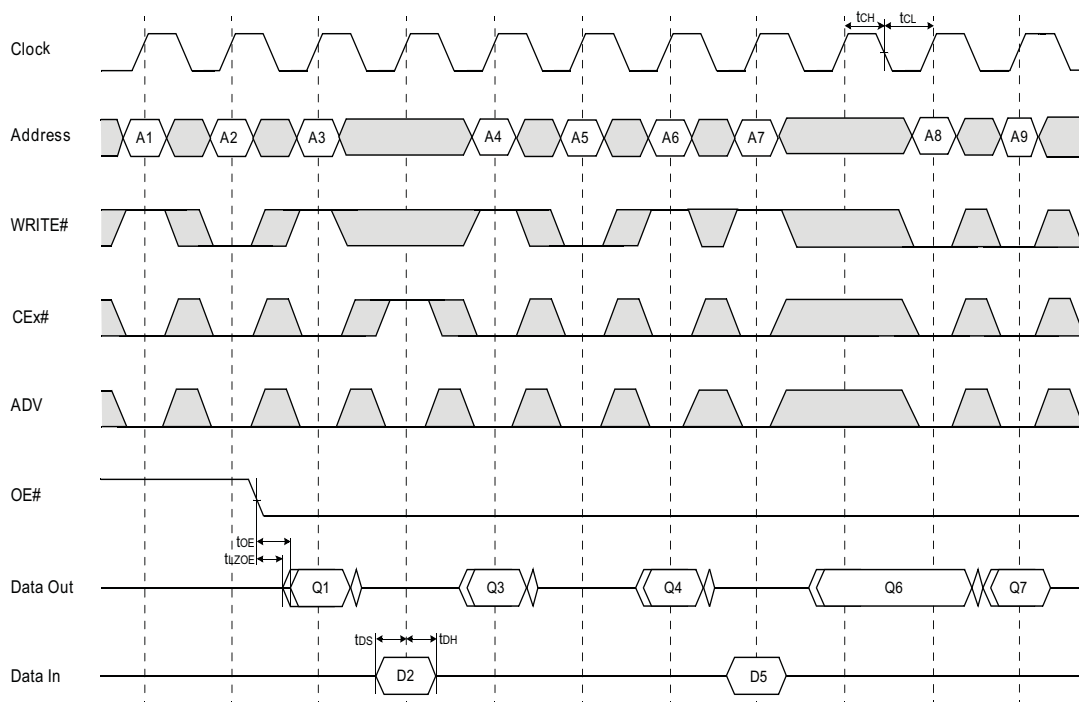 tCH tCL
Clock
Address A1 A2 A3 A4 A5 A6 A7 A8 A9
WRITE#
CEx#
ADV
OE#
tOE
tLZOE
Data Out Q1 Q3 Q4 Q6 Q7
tDS tDH
Data In D2 D5